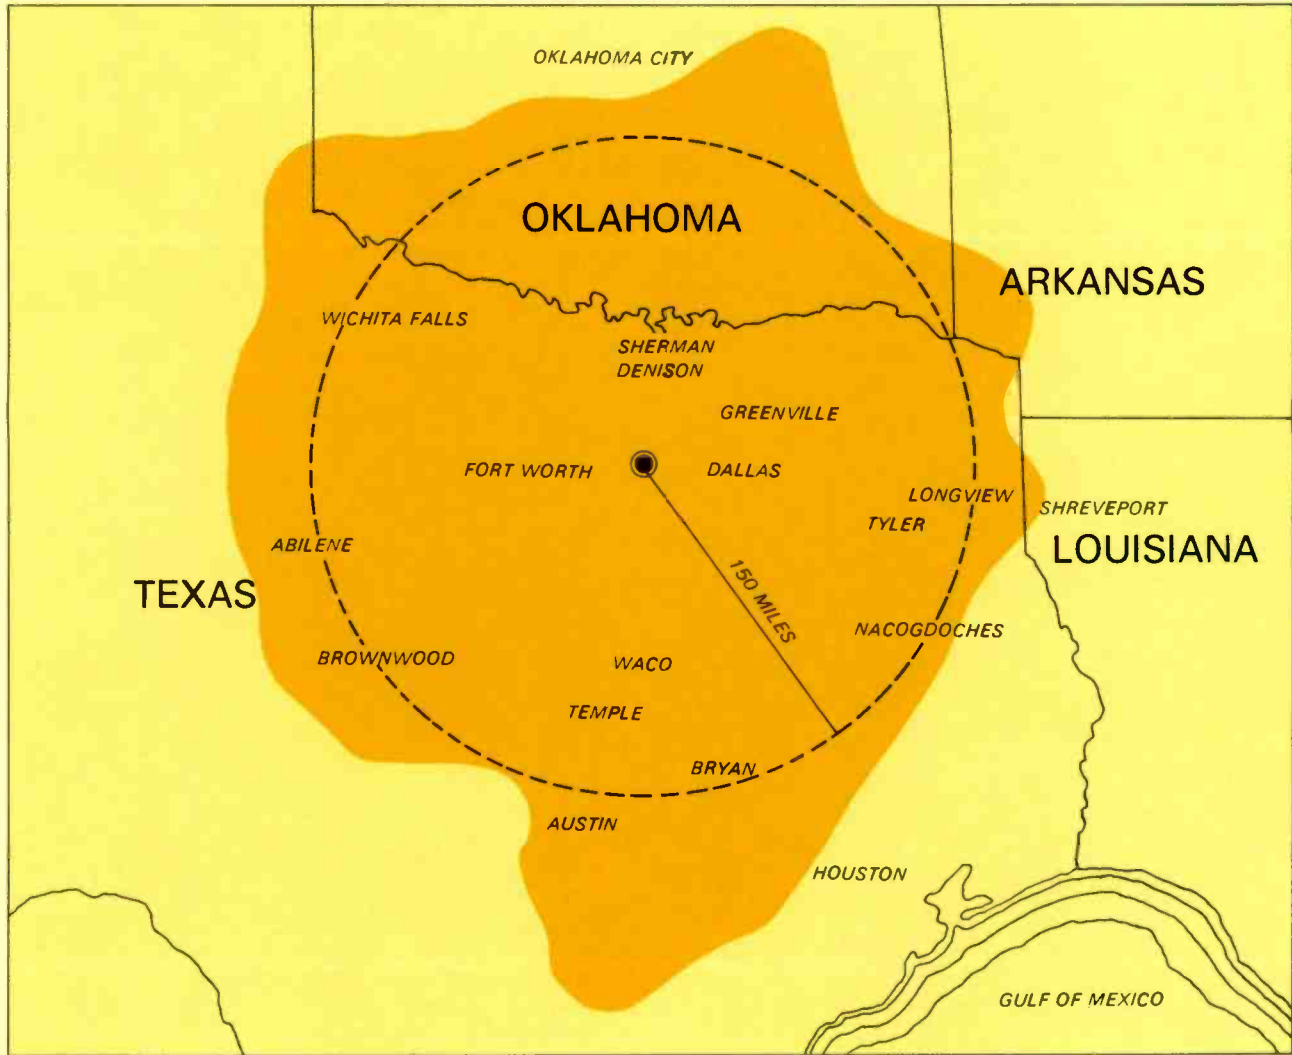 OKLAHOMA CITY
OKLAHOMA
ARKANSAS
WICHITA FALLS
SHERMAN
DENISON
GREENVILLE
FORT WORTH
DALLAS
LONGVIEW
SHREVEPORT
TYLER
LOUISIANA
ABILENE
TEXAS
150 MILES
NACOGDOCHES
BROWNWOOD
WACO
TEMPLE
BRYAN
AUSTIN
HOUSTON
GULF OF MEXICO